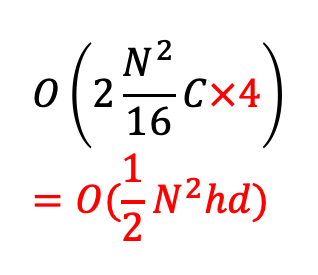 O(2 N²/16 C×4)
= O(1/2 N²hd)